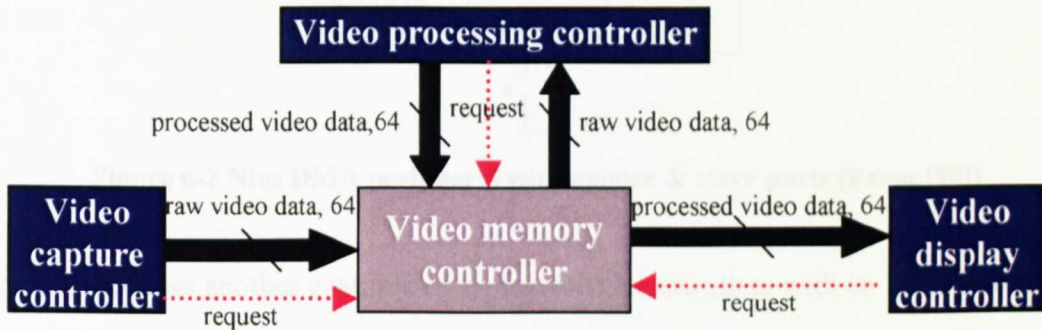 Video processing controller
request
processed video data,64
raw video data, 64
Video
capture
controller
raw video data, 64
Video memory
controller
processed video data, 64
Video
display
controller
request
request